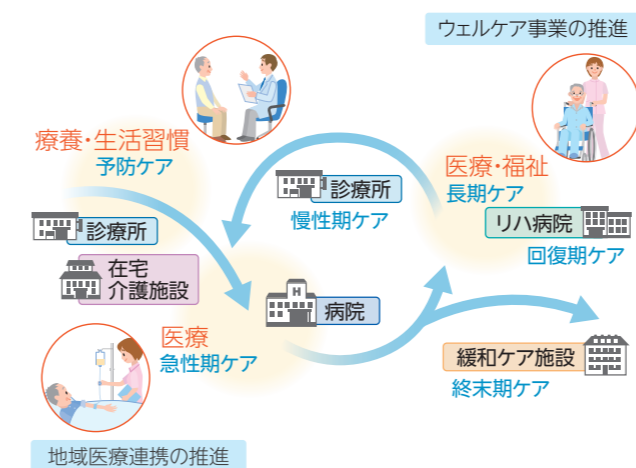 ウェルケア事業の推進
療養・生活習慣
予防ケア
診療所
在宅
介護施設
診療所
慢性期ケア
医療・福祉
長期ケア
リハ病院
回復期ケア
H
病院
医療
急性期ケア
緩和ケア施設
終末期ケア
地域医療連携の推進